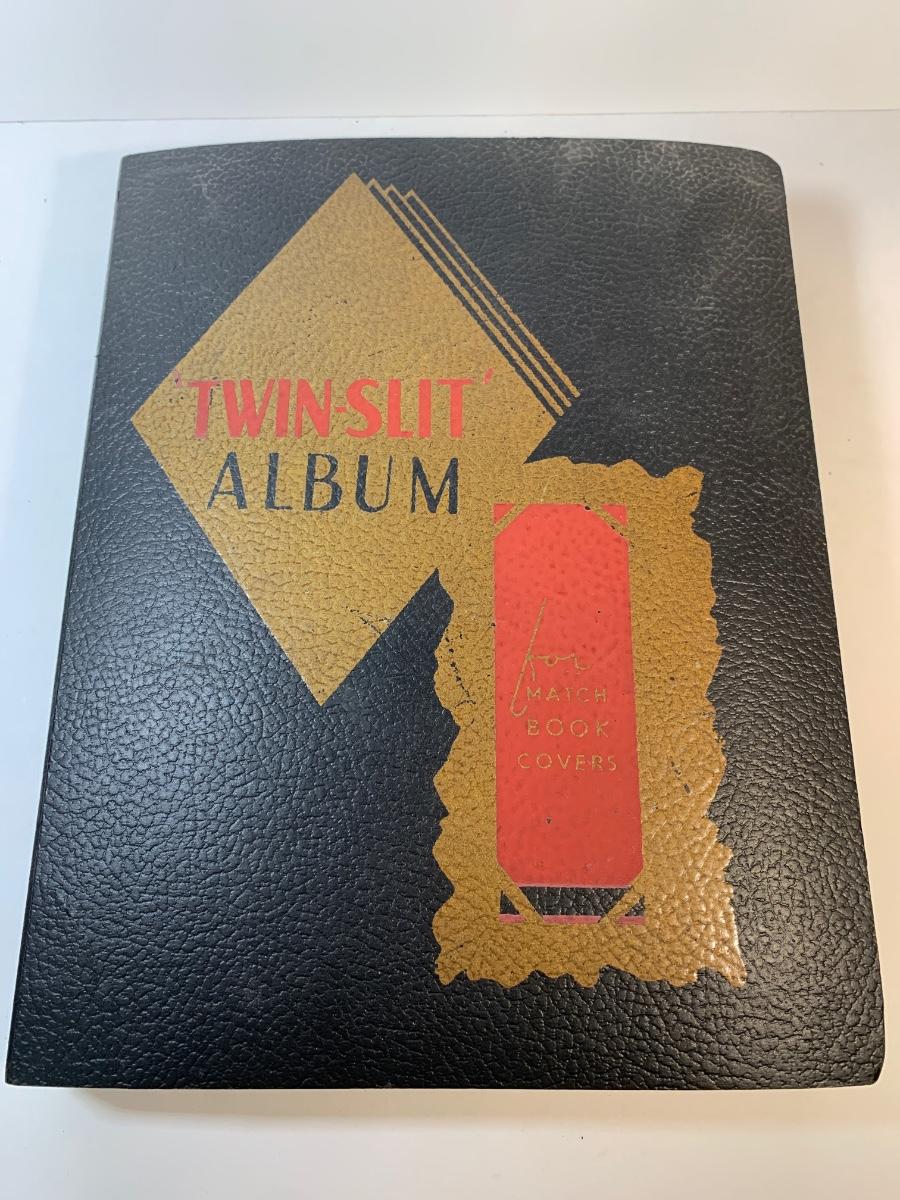 'TWIN-SLIT'
ALBUM
for
MATCH
BOOK
COVERS